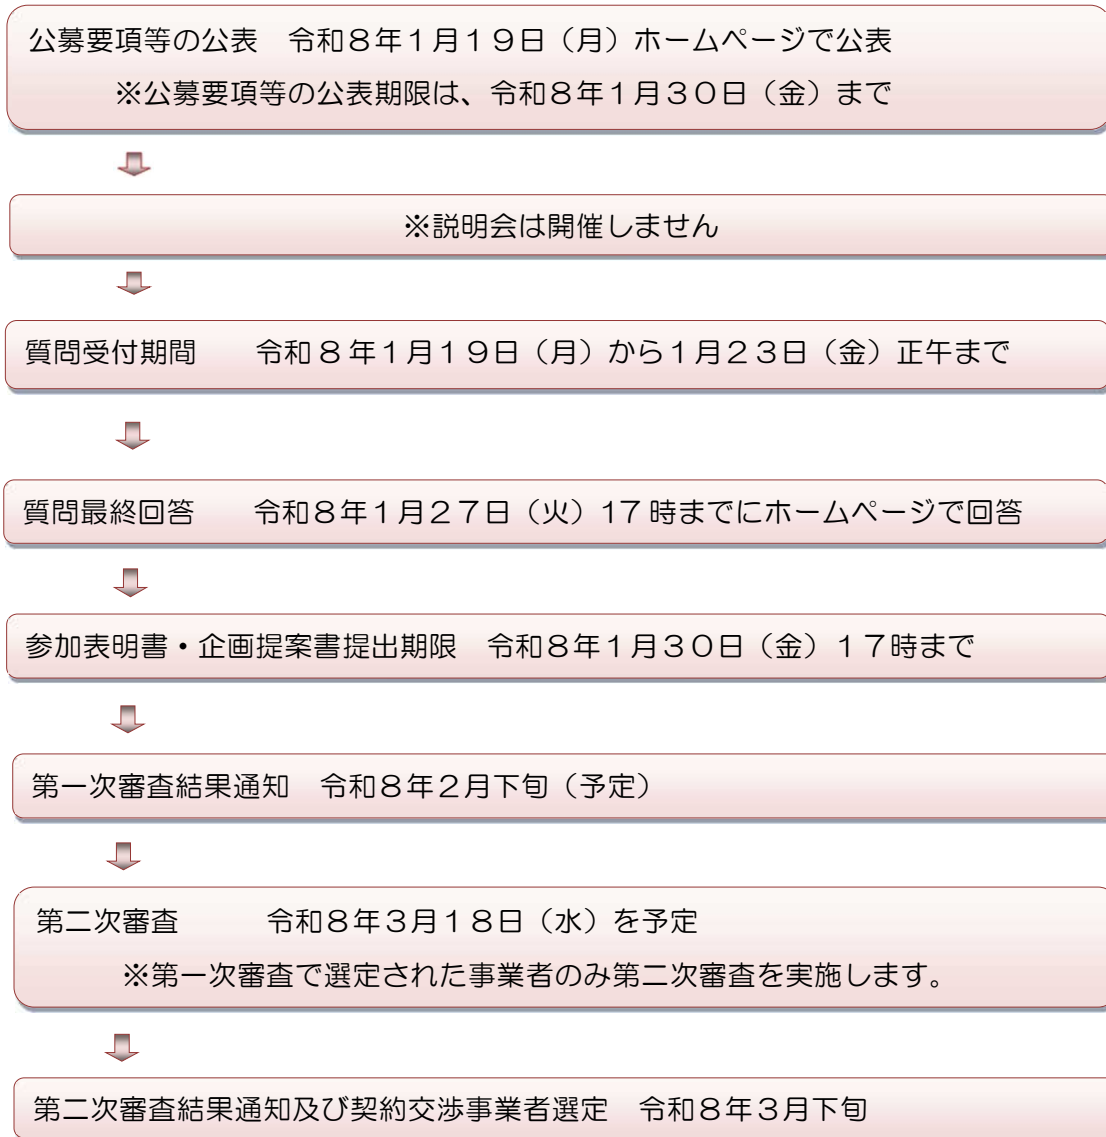 公募要項等の公表　令和８年１月１９日（月）ホームページで公表
※公募要項等の公表期限は、令和８年１月３０日（金）まで
※説明会は開催しません
質問受付期間　　令和８年１月１９日（月）から１月２３日（金）正午まで
質問最終回答　　令和８年１月２７日（火）17 時までにホームページで回答
参加表明書・企画提案書提出期限　令和８年１月３０日（金）１７時まで
第一次審査結果通知　令和８年２月下旬（予定）
第二次審査　　　令和８年３月１８日（水）を予定
※第一次審査で選定された事業者のみ第二次審査を実施します。
第二次審査結果通知及び契約交渉事業者選定　令和８年３月下旬